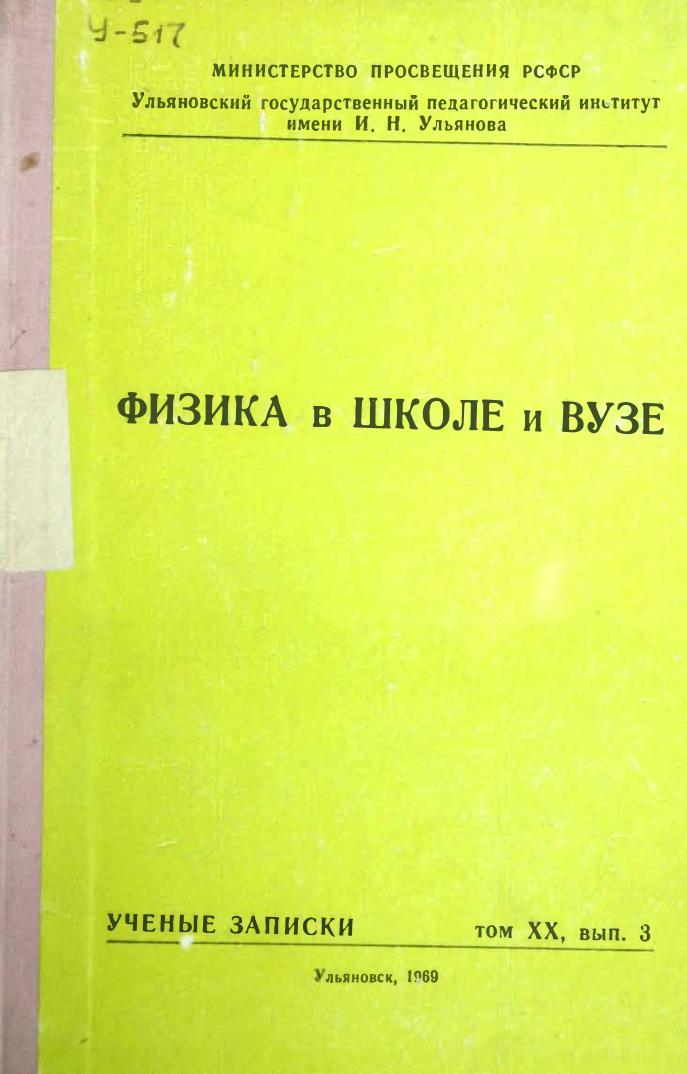 У-517
МИНИСТЕРСТВО ПРОСВЕЩЕНИЯ РСФСР
Ульяновский государственный педагогический институт
имени И. Н. Ульянова
ФИЗИКА в ШКОЛЕ и ВУЗЕ
УЧЕНЫЕ ЗАПИСКИ том XX, вып. 3
Ульяновск, 1969